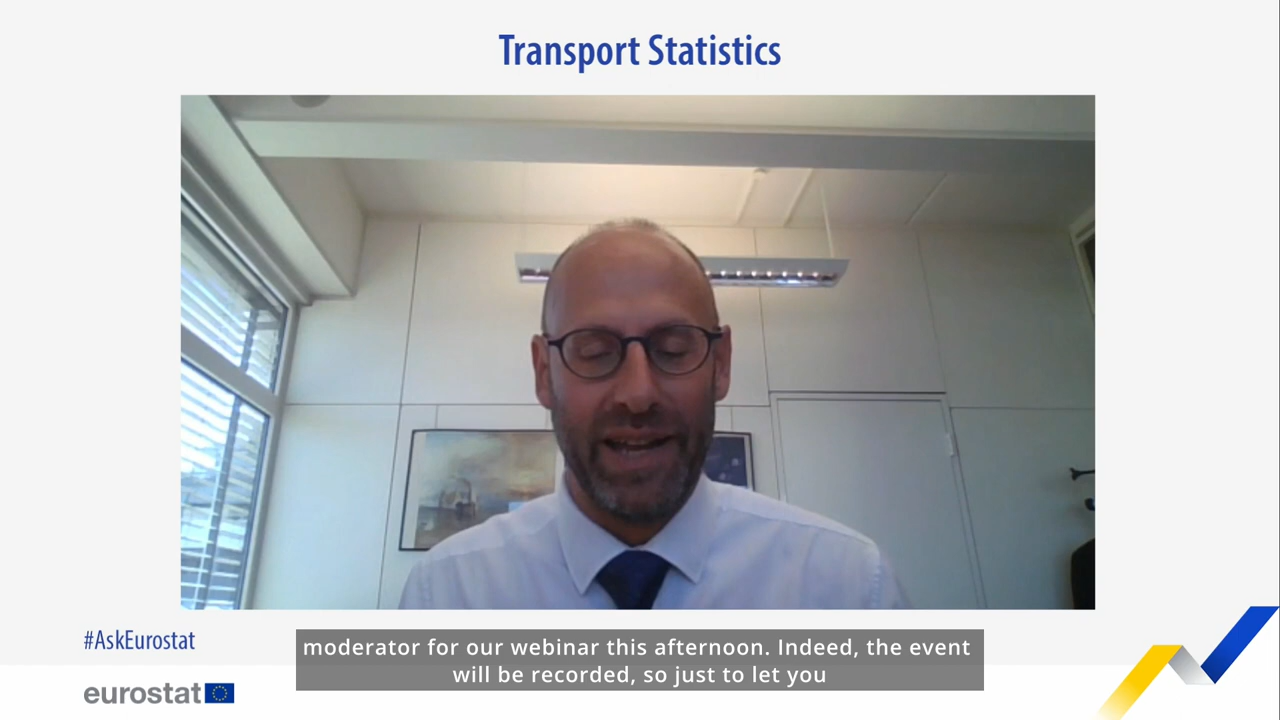 Transport Statistics
#AskEurostat
moderator for our webinar this afternoon. Indeed, the event
will be recorded, so just to let you
eurostat